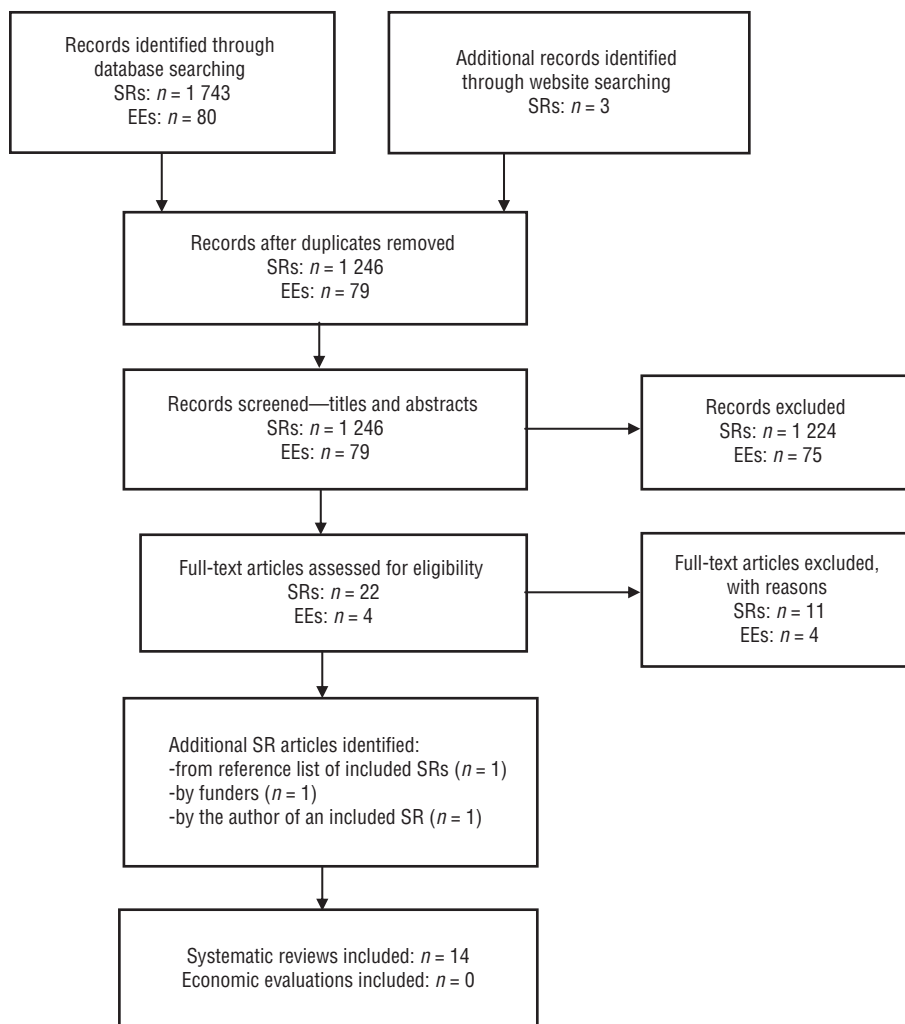 Records identified through
database searching
SRs: n = 1 743
EEs: n = 80
Additional records identified
through website searching
SRs: n = 3
Records after duplicates removed
SRs: n = 1 246
EEs: n = 79
Records screened—titles and abstracts
SRs: n = 1 246
EEs: n = 79
Records excluded
SRs: n = 1 224
EEs: n = 75
Full-text articles assessed for eligibility
SRs: n = 22
EEs: n = 4
Full-text articles excluded,
with reasons
SRs: n = 11
EEs: n = 4
Additional SR articles identified:
-from reference list of included SRs (n = 1)
-by funders (n = 1)
-by the author of an included SR (n = 1)
Systematic reviews included: n = 14
Economic evaluations included: n = 0